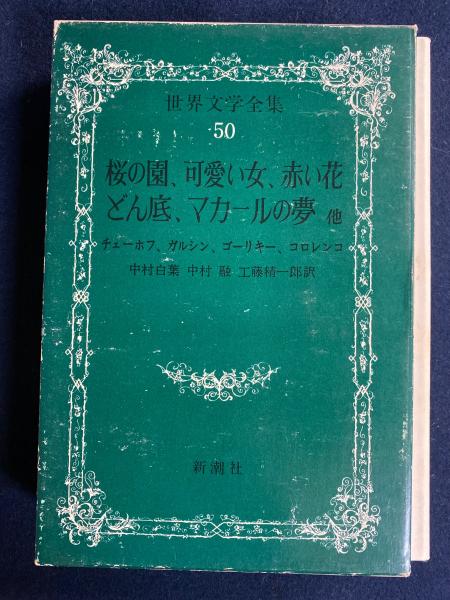 世界文学全集
50
桜の園、可愛い女、赤い花
どん底、マカールの夢 他
チェーホフ、ガルシン、ゴーリキー、コロレンコ
中村白葉 中村 融 工藤精一郎訳
新潮社